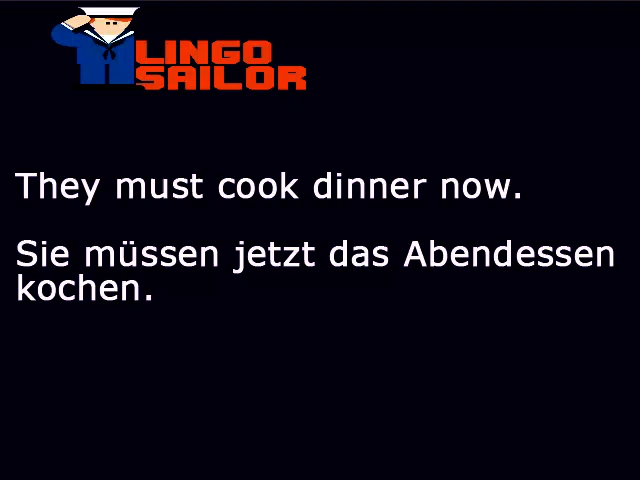 LINGO
SAILOR
They must cook dinner now.
Sie müssen jetzt das Abendessen
kochen.